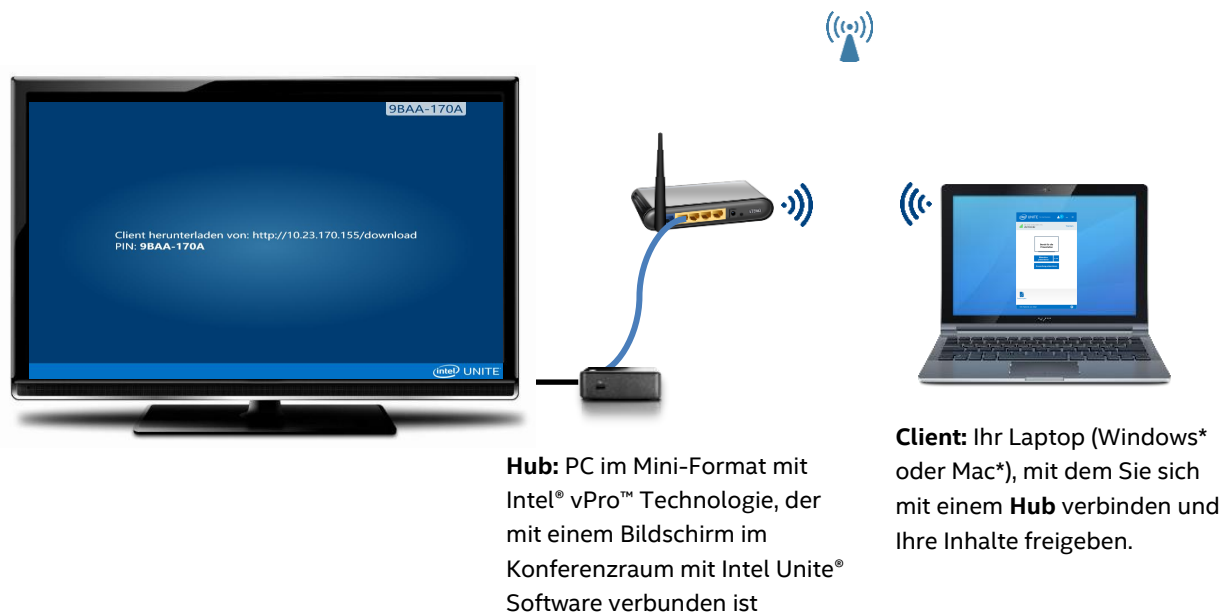 9BAA-170A
Client herunterladen von: http://10.23.170.155/download
PIN: 9BAA-170A
intel UNITE
Hub: PC im Mini-Format mit
Intel® vPro™ Technologie, der
mit einem Bildschirm im
Konferenzraum mit Intel Unite®
Software verbunden ist
Client: Ihr Laptop (Windows*
oder Mac*), mit dem Sie sich
mit einem Hub verbinden und
Ihre Inhalte freigeben.